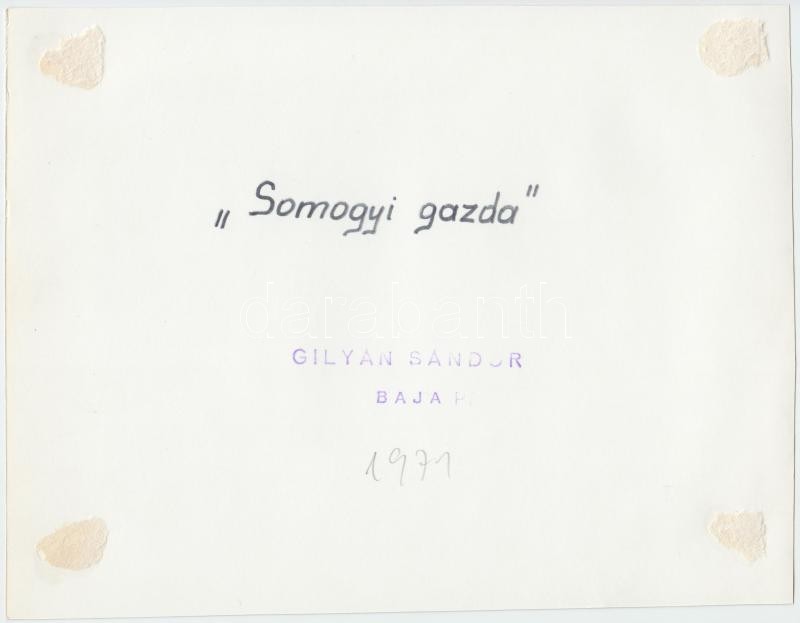 „Somogyi gazda”
darabanth
GILYÁN SÁNDOR
BAJA
1971